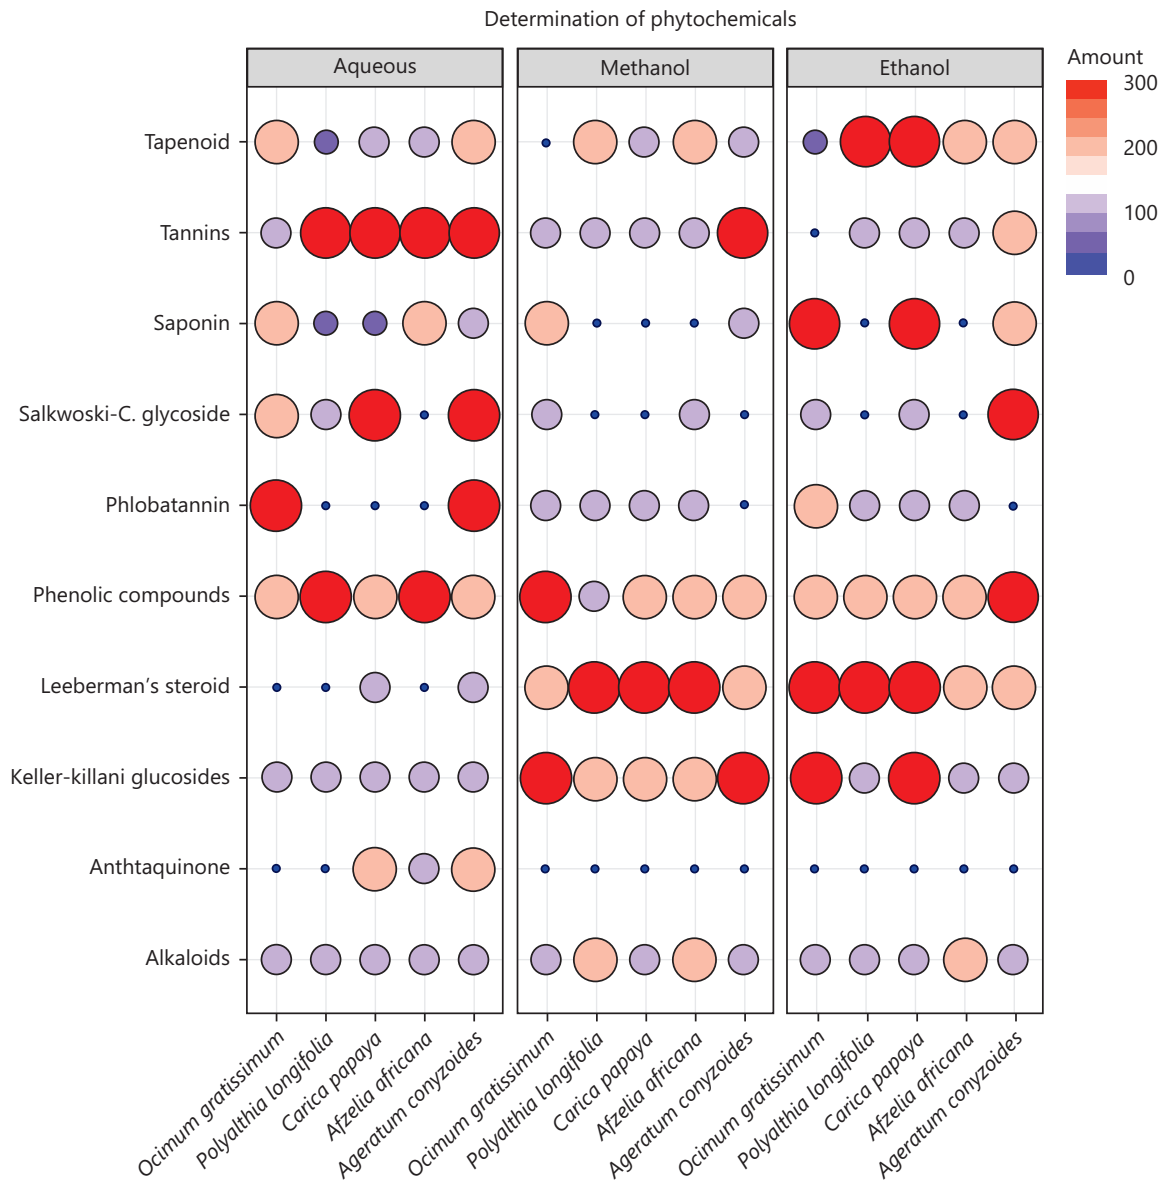 Determination of phytochemicals
Aqueous
Methanol
Ethanol
Amount
300
200
100
0
Tapenoid
Tannins
Saponin
Salkwoski-C. glycoside
Phlobatannin
Phenolic compounds
Leeberman’s steroid
Keller-killani glucosides
Anthtaquinone
Alkaloids
Ocimum gratissimum
Polyalthia longifolia
Carica papaya
Afzelia africana
Ageratum conyzoides
Ocimum gratissimum
Polyalthia longifolia
Carica papaya
Afzelia africana
Ageratum conyzoides
Ocimum gratissimum
Polyalthia longifolia
Carica papaya
Afzelia africana
Ageratum conyzoides